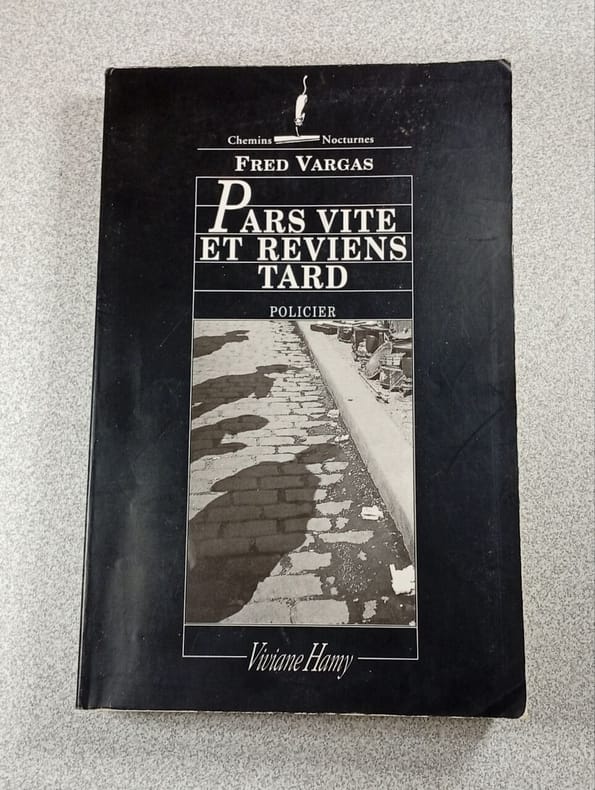 Chemins Nocturnes
FRED VARGAS
PARS VITE
ET REVIENS
TARD
POLICIER
Viviane Hamy